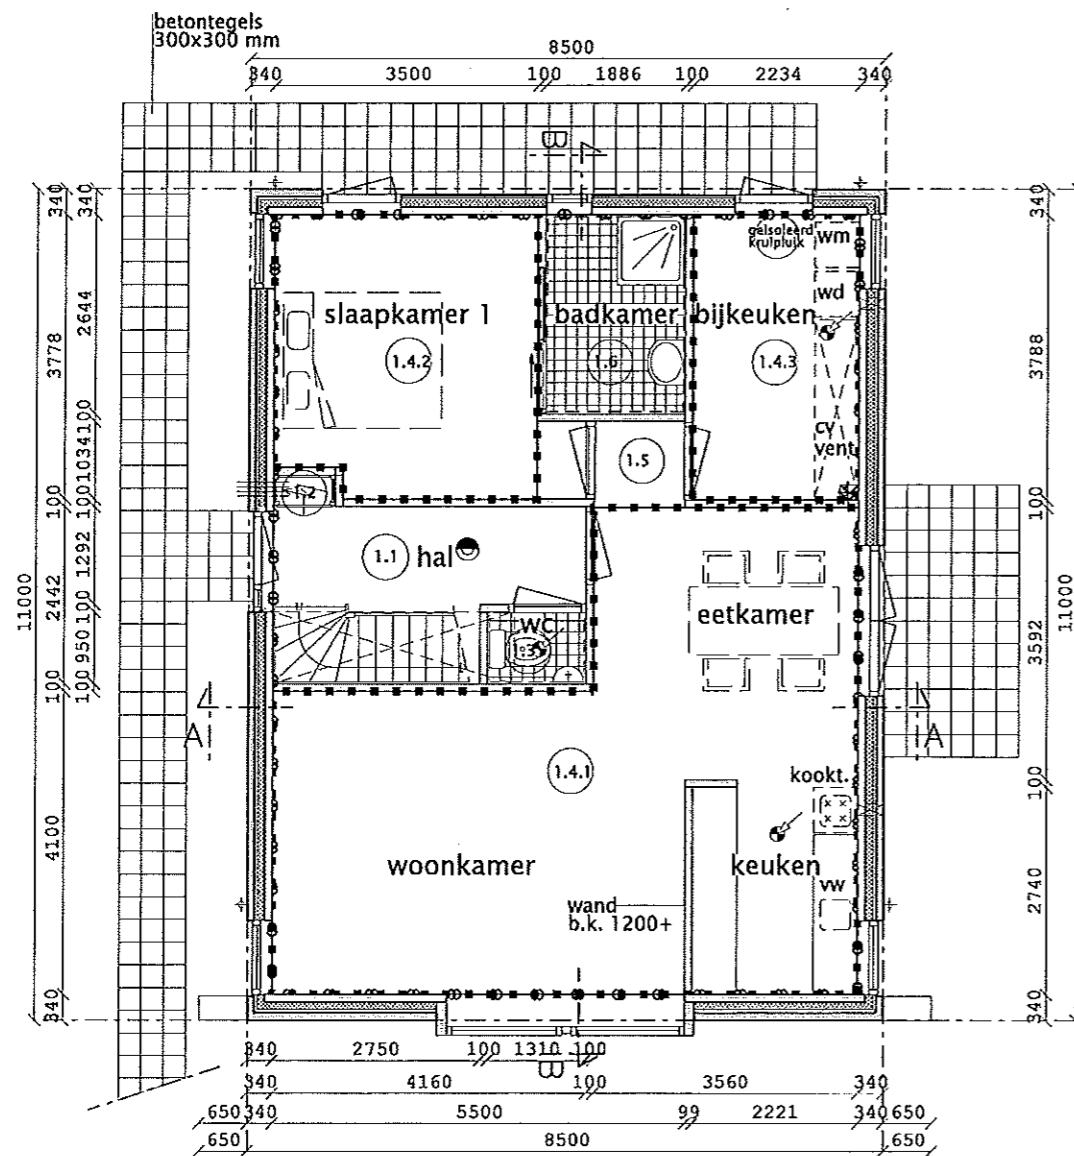 betontegels
300x300 mm
8500
340 3500 100 1886 100 2234 340
B
340 340 340
geïsoleerd
kruipluik
wm
wd
slaapkamer 1 badkamer bijkeuken
1.4.2 1.6 1.4.3
cv
vent
1.5
1.2
1.1 hal
wc
1.3
eetkamer
A A
1.4.1
kookt.
woonkamer keuken
vw
wand
b.k. 1200+
11000
3778 100 2442 100 4100 340
2644 100 1034 100 1292 100 950 100
3788 100 3592 100 2740 340
11000
340 2750 100 1310 100
B
340 4160 100 3560 340
650 340 5500 99 2221 340 650
650 8500 650